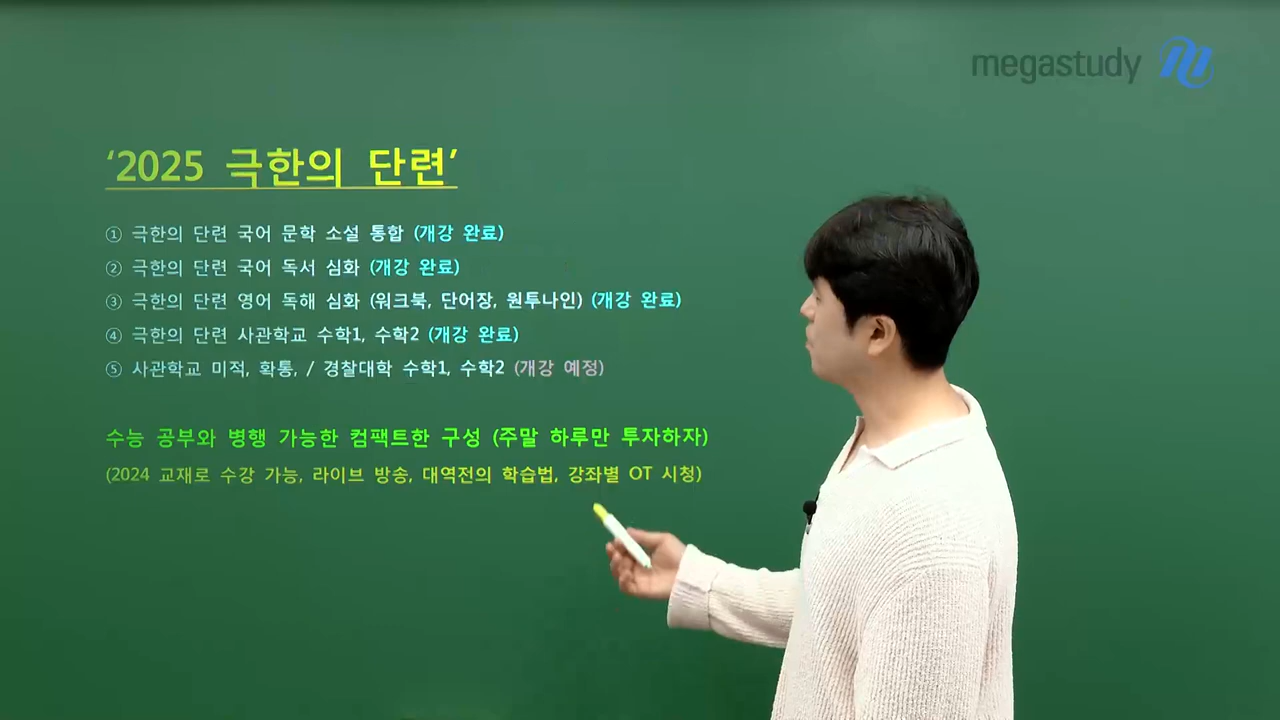 megastudy
‘2025 극한의 단련’
① 극한의 단련 국어 문학 소설 통합 (개강 완료)
② 극한의 단련 국어 독서 심화 (개강 완료)
③ 극한의 단련 영어 독해 심화 (워크북, 단어장, 원투나인) (개강 완료)
④ 극한의 단련 사관학교 수학1, 수학2 (개강 완료)
⑤ 사관학교 미적, 확통, / 경찰대학 수학1, 수학2 (개강 예정)
수능 공부와 병행 가능한 컴팩트한 구성 (주말 하루만 투자하자)
(2024 교재로 수강 가능, 라이브 방송, 대역전의 학습법, 강좌별 OT 시청)